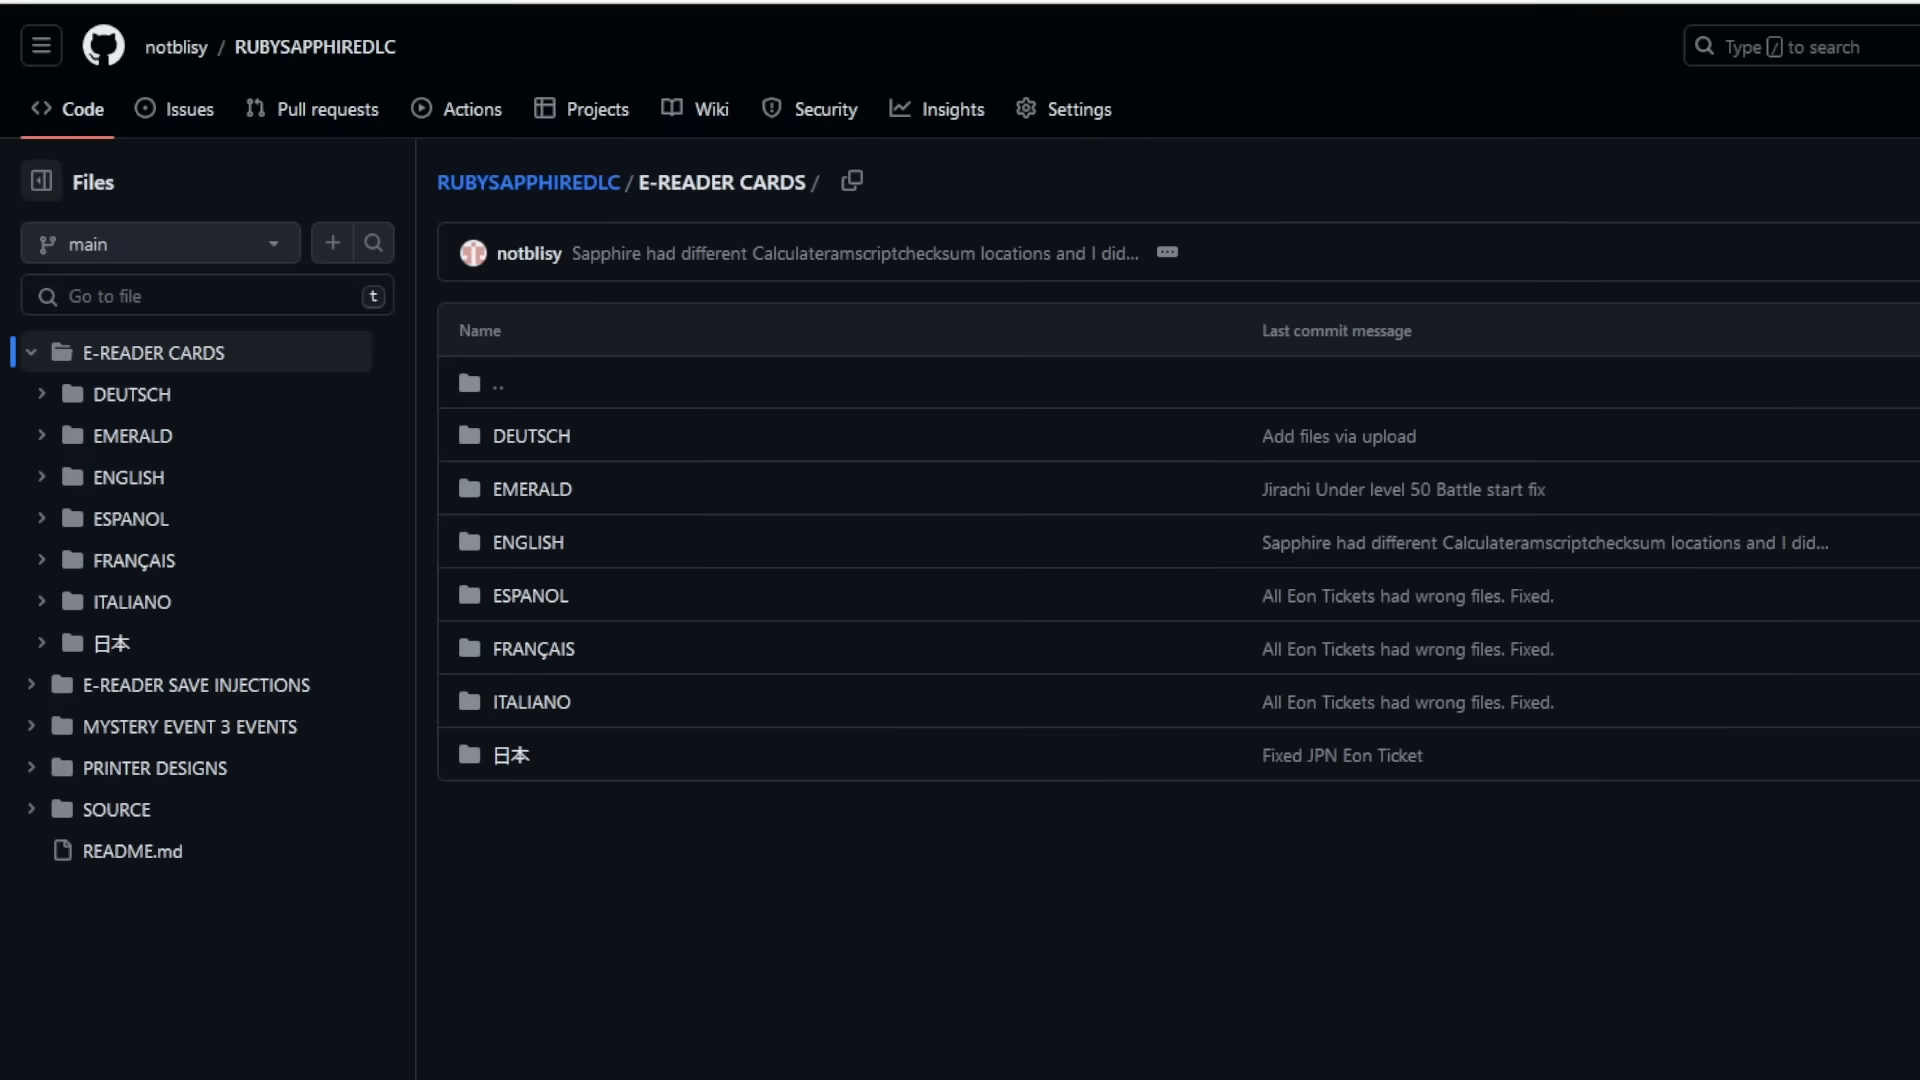 notblisy / RUBYSAPPHIREDLC
Type / to search
Code Issues Pull requests Actions Projects Wiki Security Insights Settings
Files
main
Go to file t
E-READER CARDS
DEUTSCH
EMERALD
ENGLISH
ESPANOL
FRANÇAIS
ITALIANO
日本
E-READER SAVE INJECTIONS
MYSTERY EVENT 3 EVENTS
PRINTER DESIGNS
SOURCE
README.md
RUBYSAPPHIREDLC / E-READER CARDS /
notblisy Sapphire had different Calculateramscriptchecksum locations and I did...
Name Last commit message
..
DEUTSCH Add files via upload
EMERALD Jirachi Under level 50 Battle start fix
ENGLISH Sapphire had different Calculateramscriptchecksum locations and I did...
ESPANOL All Eon Tickets had wrong files. Fixed.
FRANÇAIS All Eon Tickets had wrong files. Fixed.
ITALIANO All Eon Tickets had wrong files. Fixed.
日本 Fixed JPN Eon Ticket